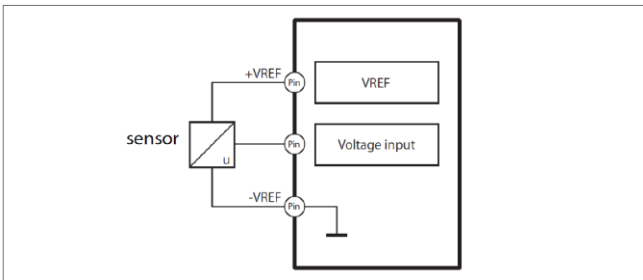 +VREF
Pin
VREF
sensor
u
Pin
Voltage input
-VREF
Pin